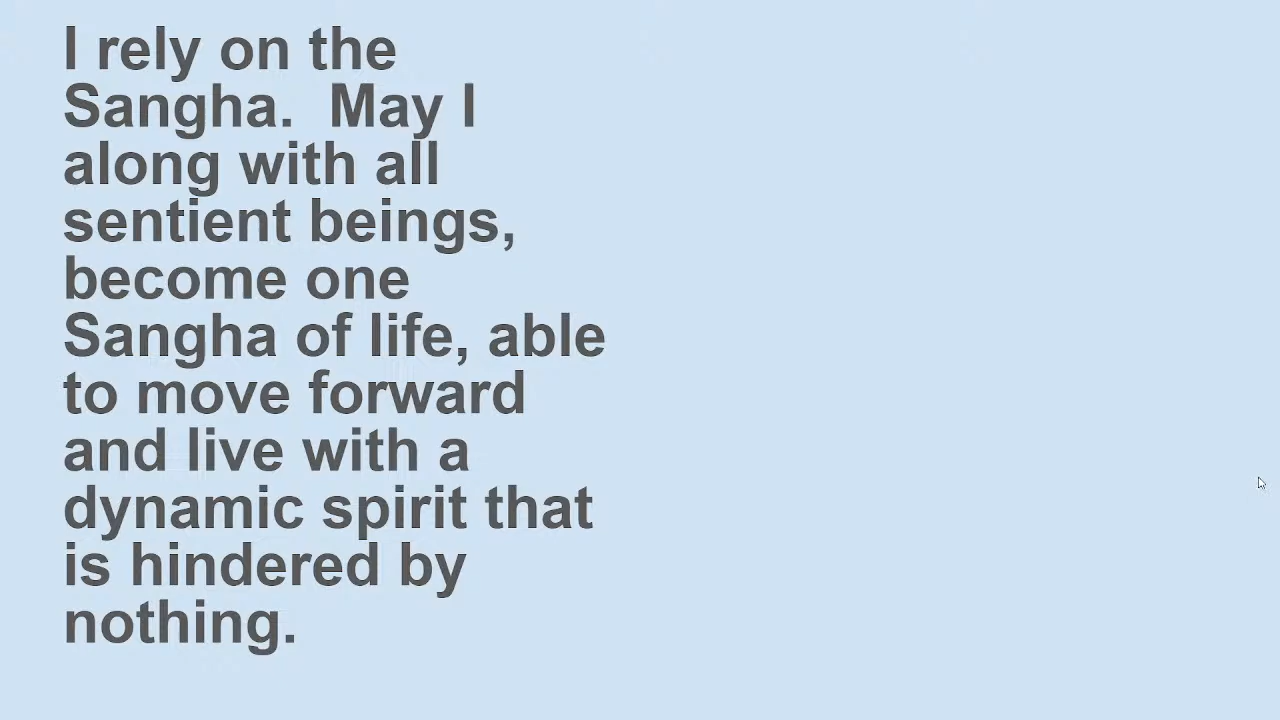 I rely on the
Sangha.  May I
along with all
sentient beings,
become one
Sangha of life, able
to move forward
and live with a
dynamic spirit that
is hindered by
nothing.